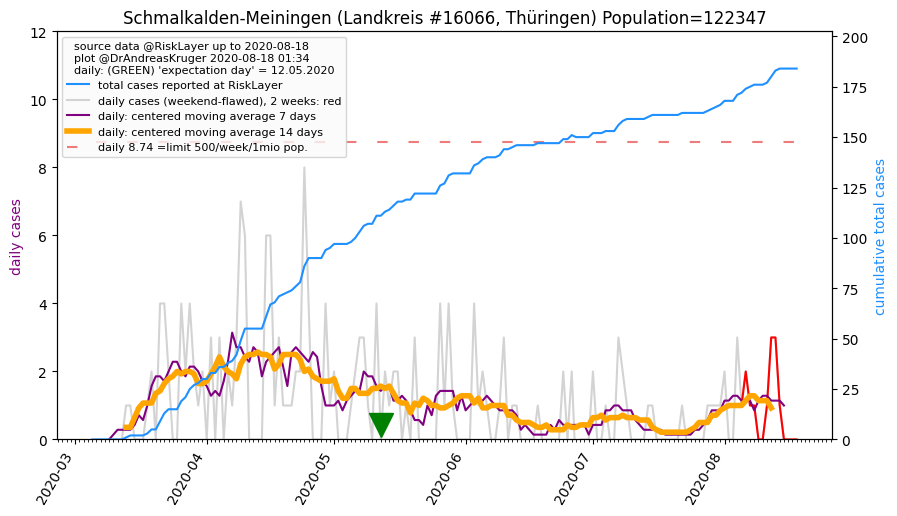 Schmalkalden-Meiningen (Landkreis #16066, Thüringen) Population=122347
source data @RiskLayer up to 2020-08-18
plot @DrAndreasKruger 2020-08-18 01:34
daily: (GREEN) 'expectation day' = 12.05.2020
total cases reported at RiskLayer
daily cases (weekend-flawed), 2 weeks: red
daily: centered moving average 7 days
daily: centered moving average 14 days
daily 8.74 =limit 500/week/1mio pop.
daily cases
12
10
8
6
4
2
0
cumulative total cases
200
175
150
125
100
75
50
25
0
2020-03
2020-04
2020-05
2020-06
2020-07
2020-08